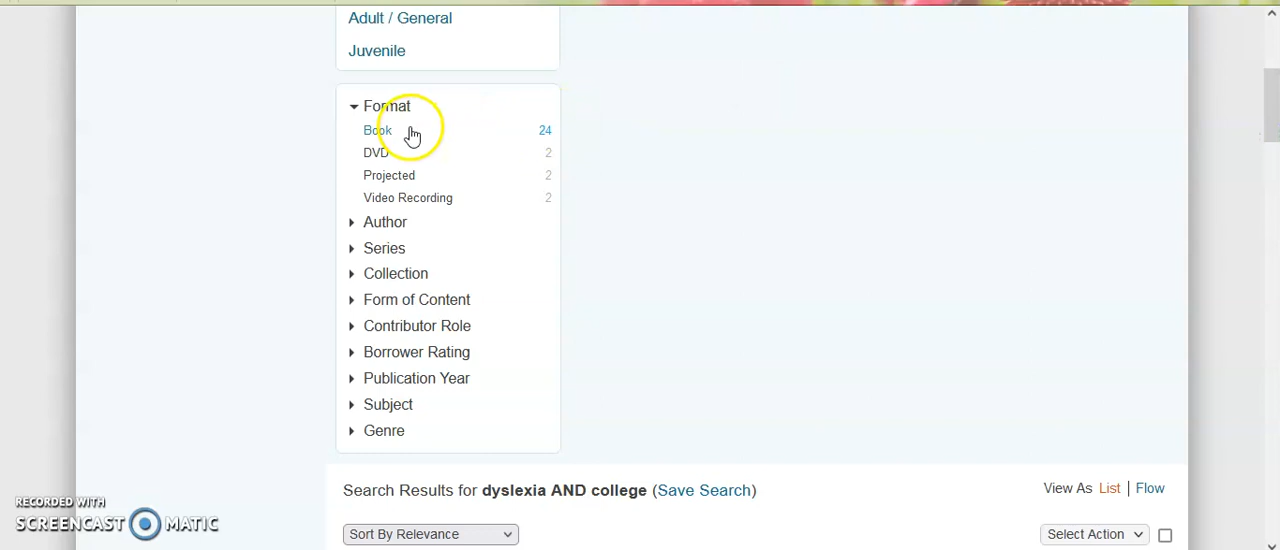 Adult / General
Juvenile
Format
Book 24
DVD 2
Projected 2
Video Recording 2
Author
Series
Collection
Form of Content
Contributor Role
Borrower Rating
Publication Year
Subject
Genre
Search Results for dyslexia AND college (Save Search)
View As List | Flow
Sort By Relevance
Select Action
RECORDED WITH
SCREENCAST MATIC